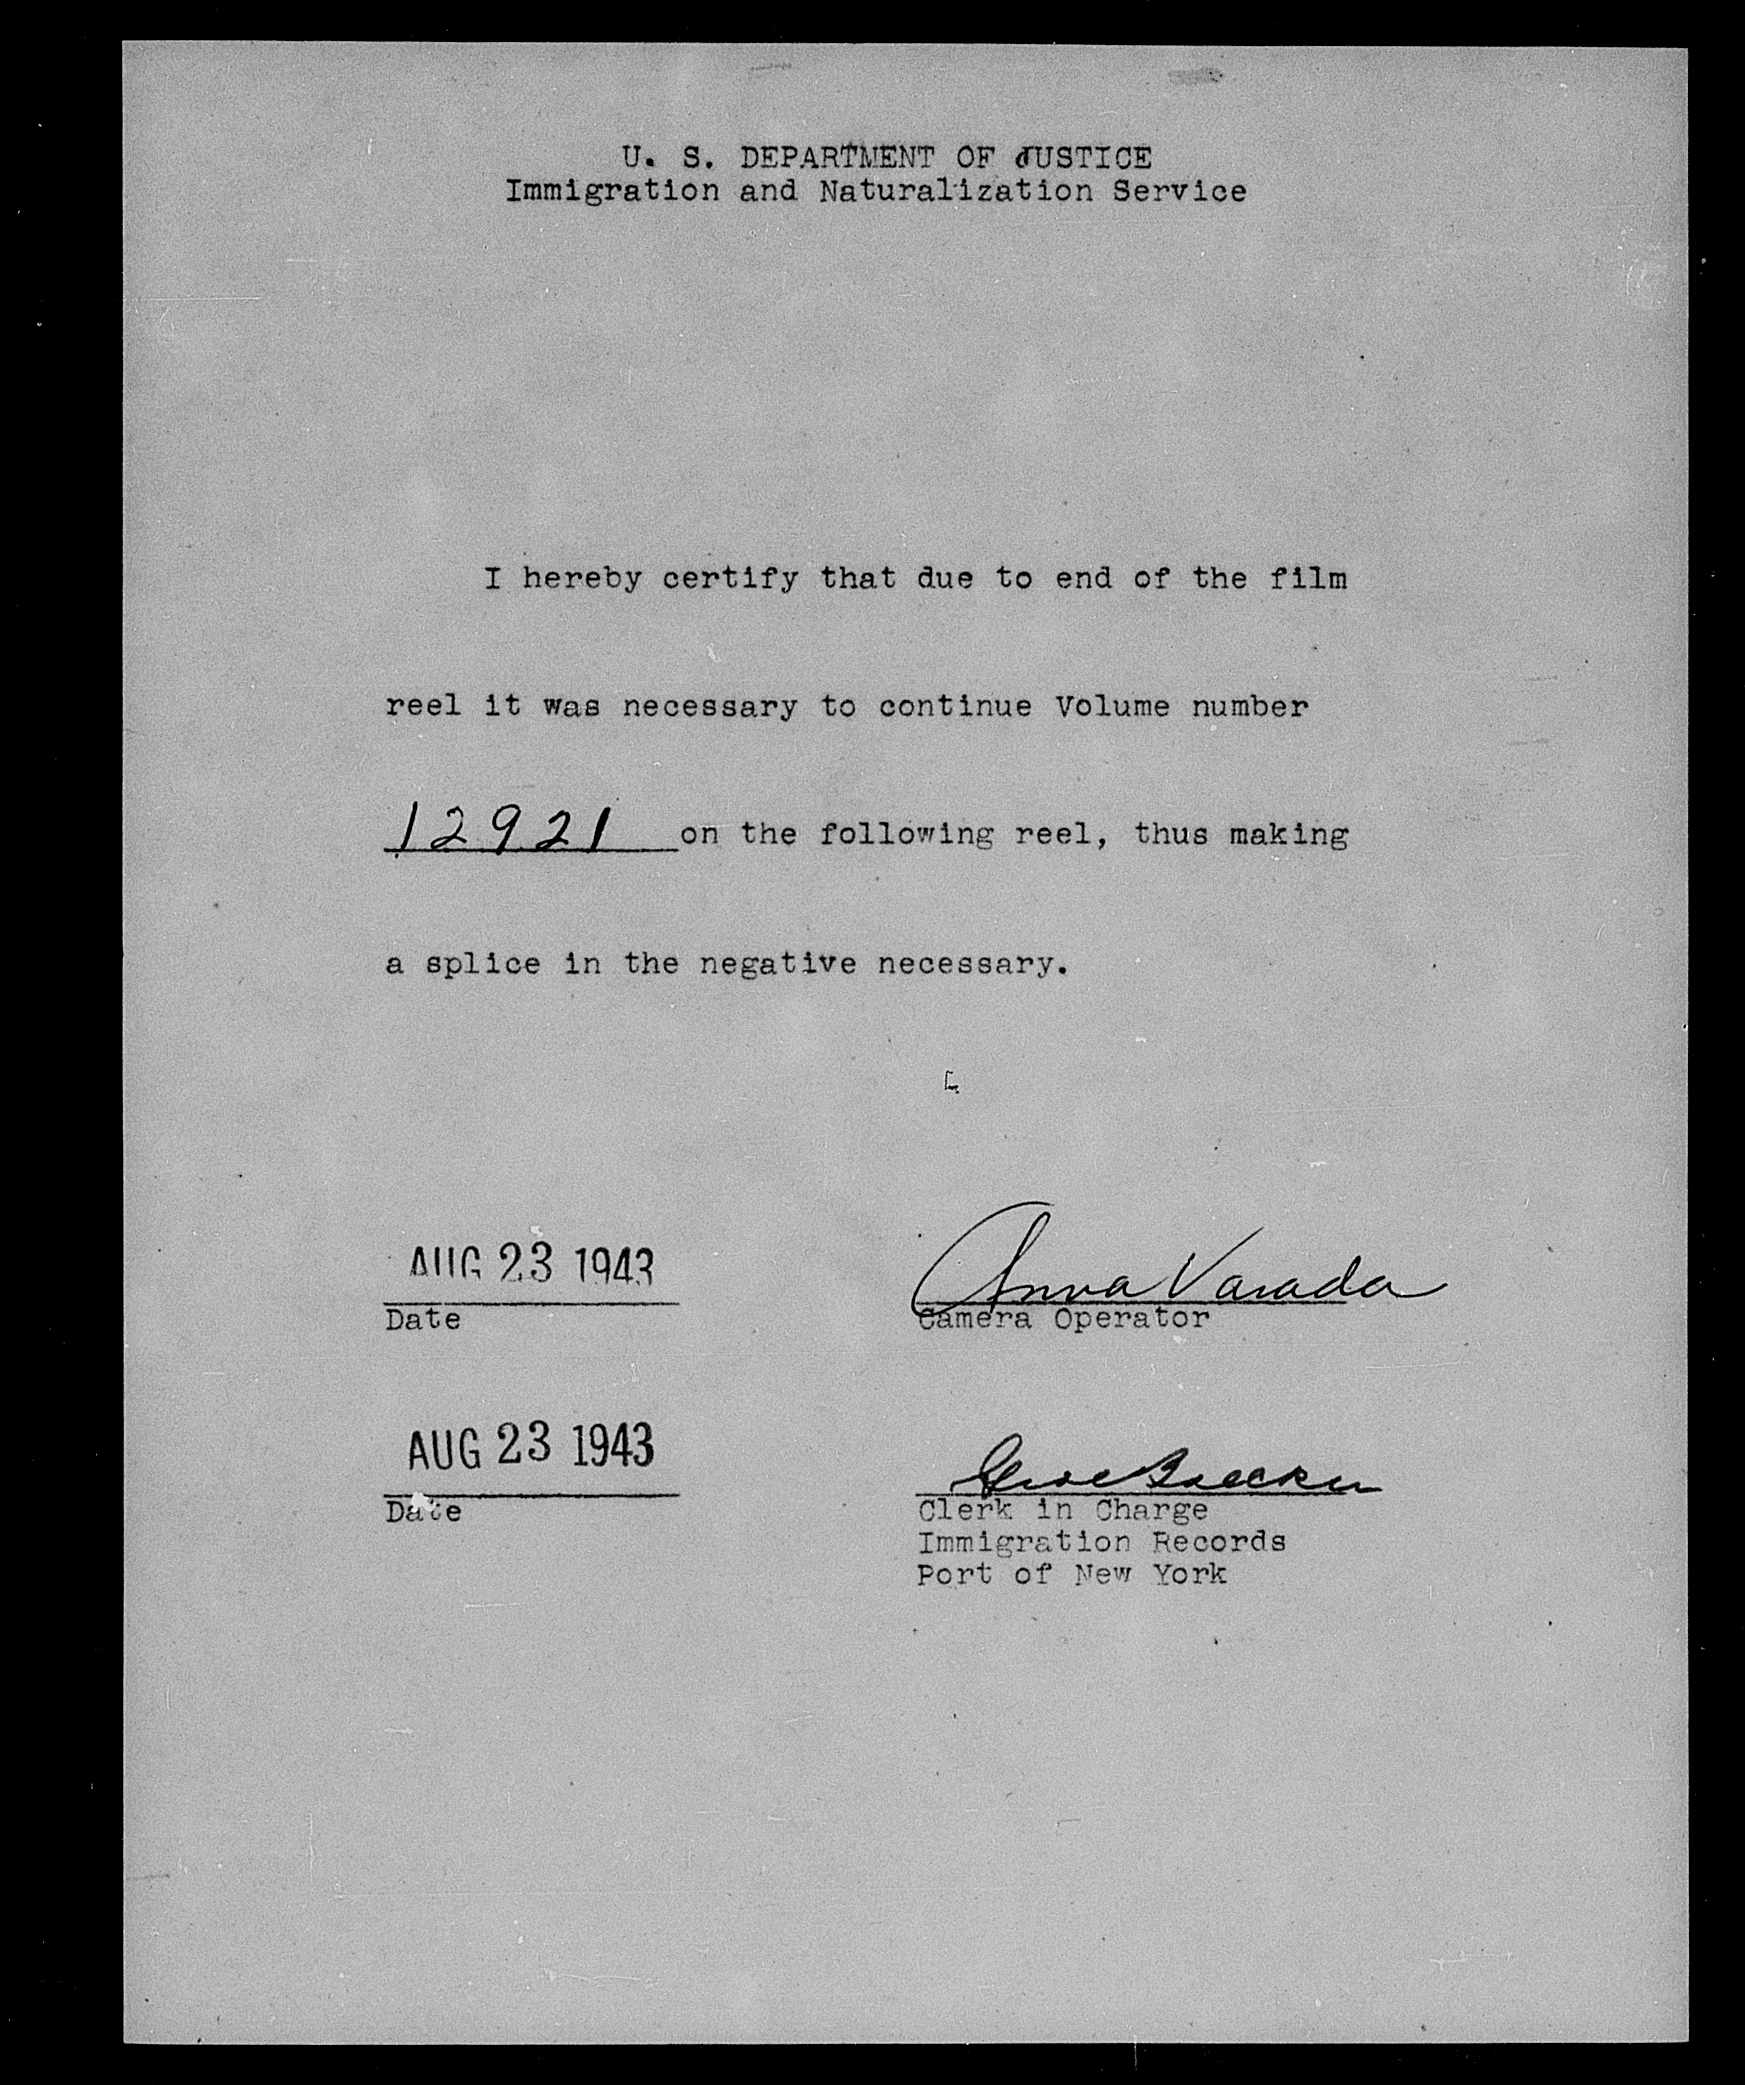 U. S. DEPARTMENT OF JUSTICE
Immigration and Naturalization Service
I hereby certify that due to end of the film
reel it was necessary to continue Volume number
12921 on the following reel, thus making
a splice in the negative necessary.
AUG 23 1943
Anna Varada
Date
Camera Operator
AUG 23 1943
Date
Clerk in Charge
Immigration Records
Port of New York